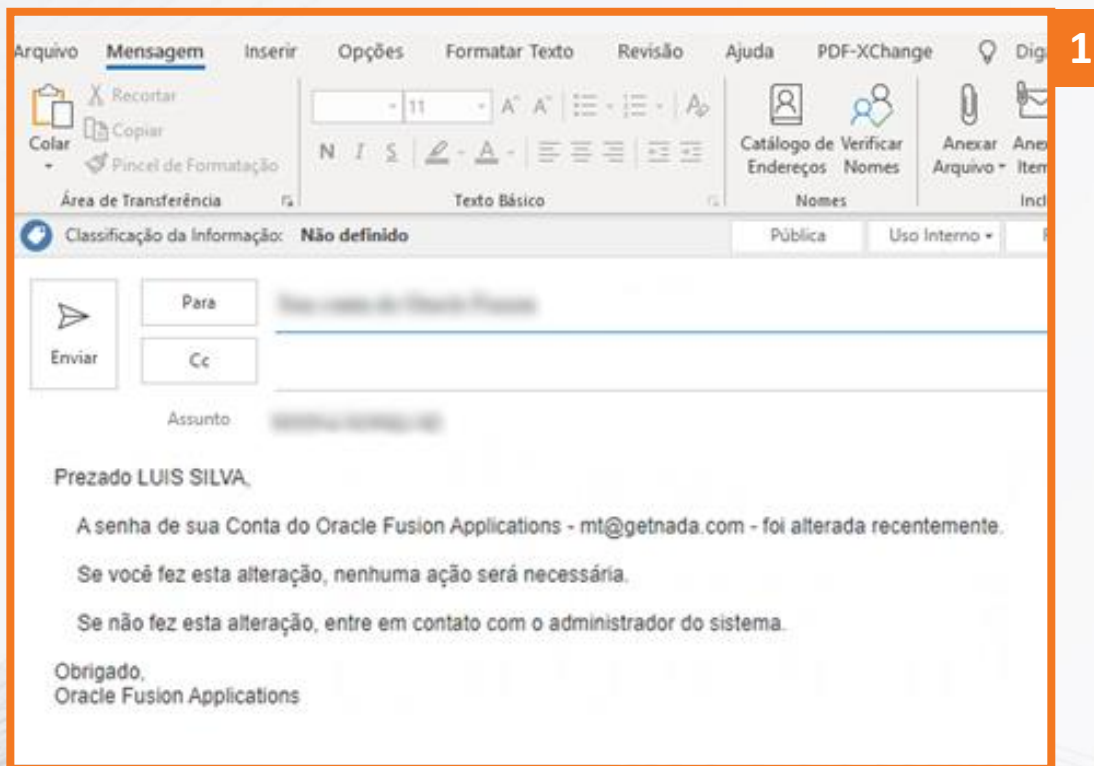 1
Arquivo Mensagem Inserir Opções Formatar Texto Revisão Ajuda PDF-XChange
Recortar
Copiar
Colar
Pincel de Formatação
11
N I S
Catálogo de Endereços
Verificar Nomes
Anexar Arquivo
Área de Transferência Texto Básico Nomes
Classificação da Informação: Não definido Pública Uso Interno
Para
Enviar
Cc
Assunto
Prezado LUIS SILVA,
A senha de sua Conta do Oracle Fusion Applications - mt@getnada.com - foi alterada recentemente.
Se você fez esta alteração, nenhuma ação será necessária.
Se não fez esta alteração, entre em contato com o administrador do sistema.
Obrigado,
Oracle Fusion Applications